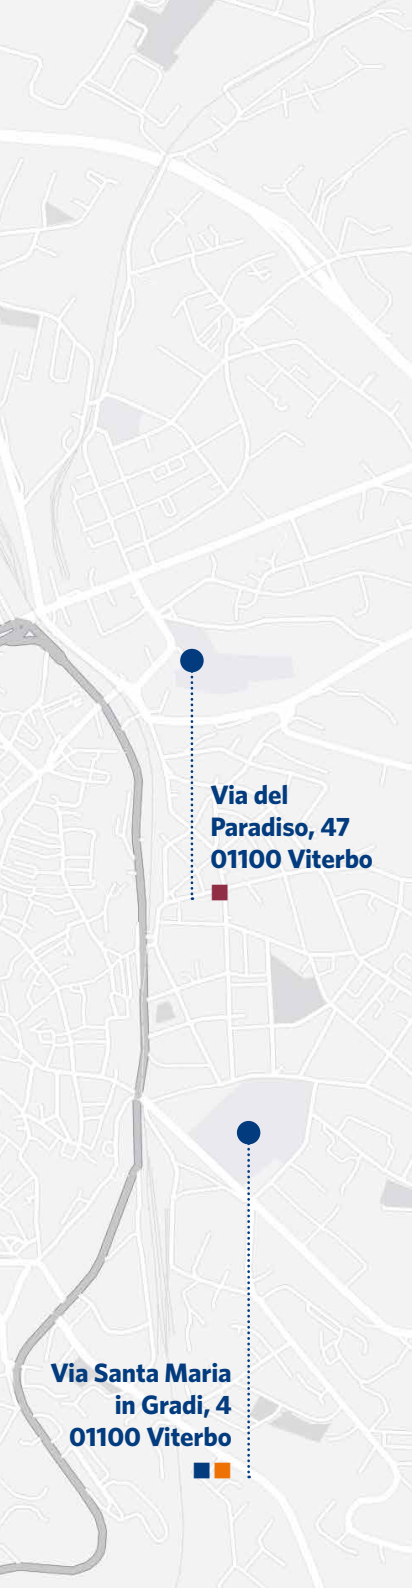 Via del
Paradiso, 47
01100 Viterbo
Via Santa Maria
in Gradi, 4
01100 Viterbo